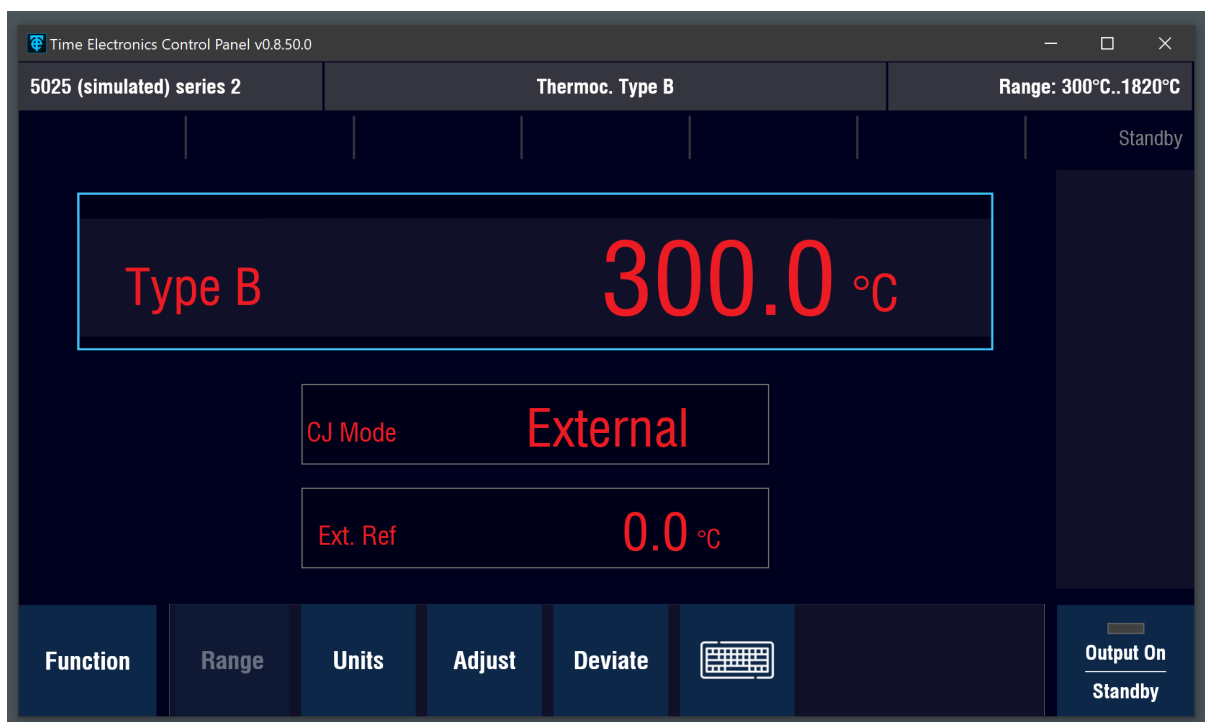 Time Electronics Control Panel v0.8.50.0
5025 (simulated) series 2
Thermoc. Type B
Range: 300°C..1820°C
Standby
Type B 300.0 °C
CJ Mode External
Ext. Ref 0.0 °C
Function Range Units Adjust Deviate
Output On
Standby